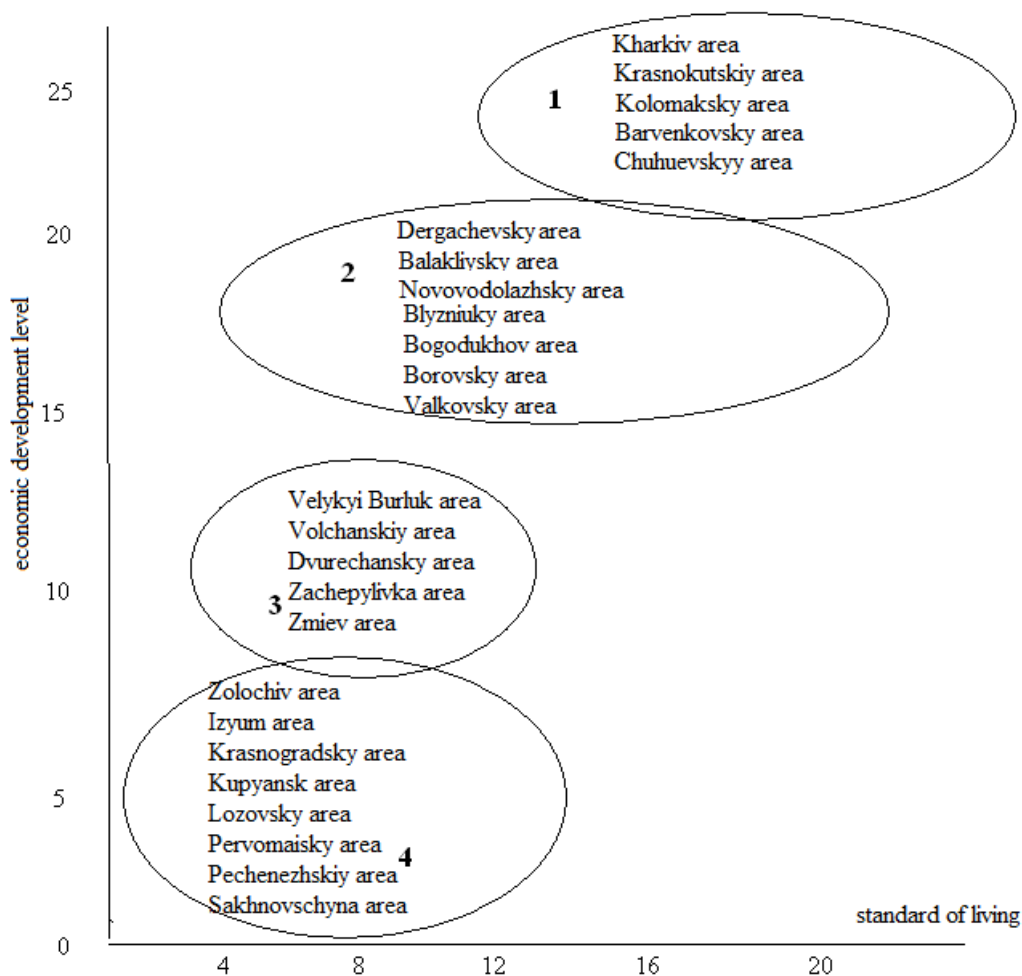 economic development level
25
20
15
10
5
0
1
Kharkiv area
Krasnokutskiy area
Kolomaksky area
Barvenkovsky area
Chuhuevskyy area
2
Dergachevsky area
Balaklivsky area
Novovodolazhsky area
Blyzniuky area
Bogodukhov area
Borovsky area
Valkovsky area
3
Velykyi Burluk area
Volchanskiy area
Dvurechansky area
Zachepylivka area
Zmiev area
Zolochiv area
Izyum area
Krasnogradsky area
Kupyansk area
Lozovsky area
Pervomaisky area
4
Pechenezhskiy area
Sakhnovschyna area
standard of living
4 8 12 16 20